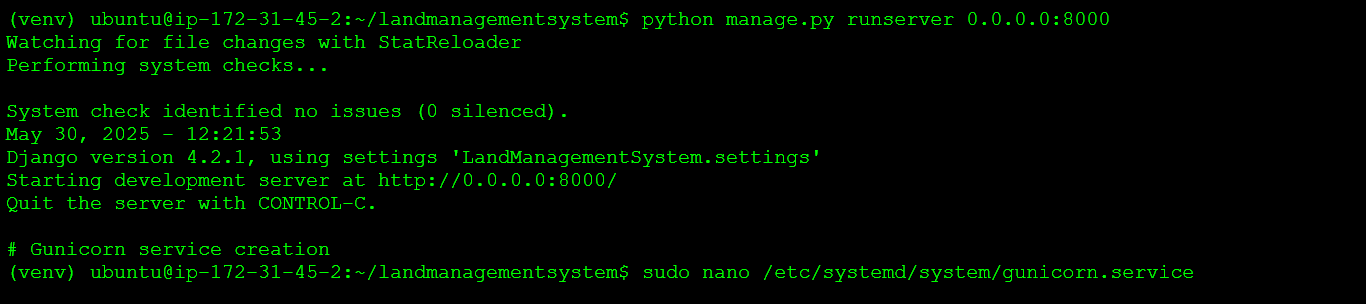 (venv) ubuntu@ip-172-31-45-2:~/landmanagementsystem$ python manage.py runserver 0.0.0.0:8000
Watching for file changes with StatReloader
Performing system checks...
System check identified no issues (0 silenced).
May 30, 2025 - 12:21:53
Django version 4.2.1, using settings 'LandManagementSystem.settings'
Starting development server at http://0.0.0.0:8000/
Quit the server with CONTROL-C.
# Gunicorn service creation
(venv) ubuntu@ip-172-31-45-2:~/landmanagementsystem$ sudo nano /etc/systemd/system/gunicorn.service